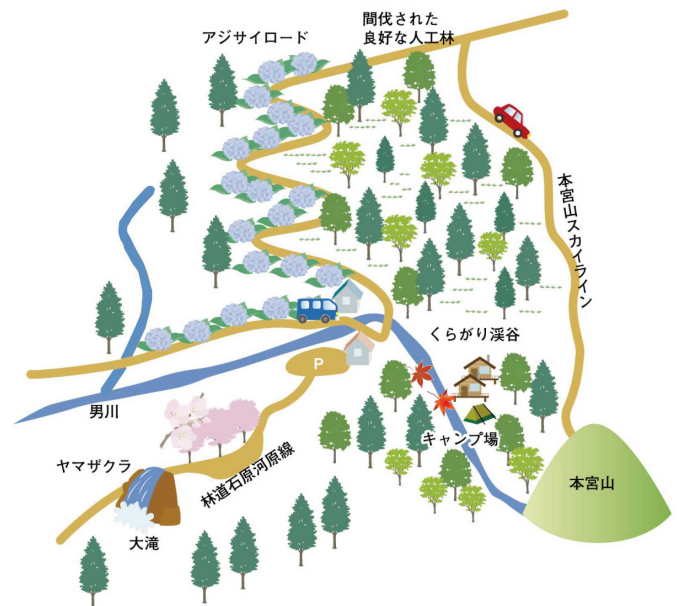 アジサイロード
間伐された
良好な人工林
本宮山スカイライン
くらがり渓谷
P
男川
キャンプ場
ヤマザクラ
林道石原河原線
本宮山
大滝